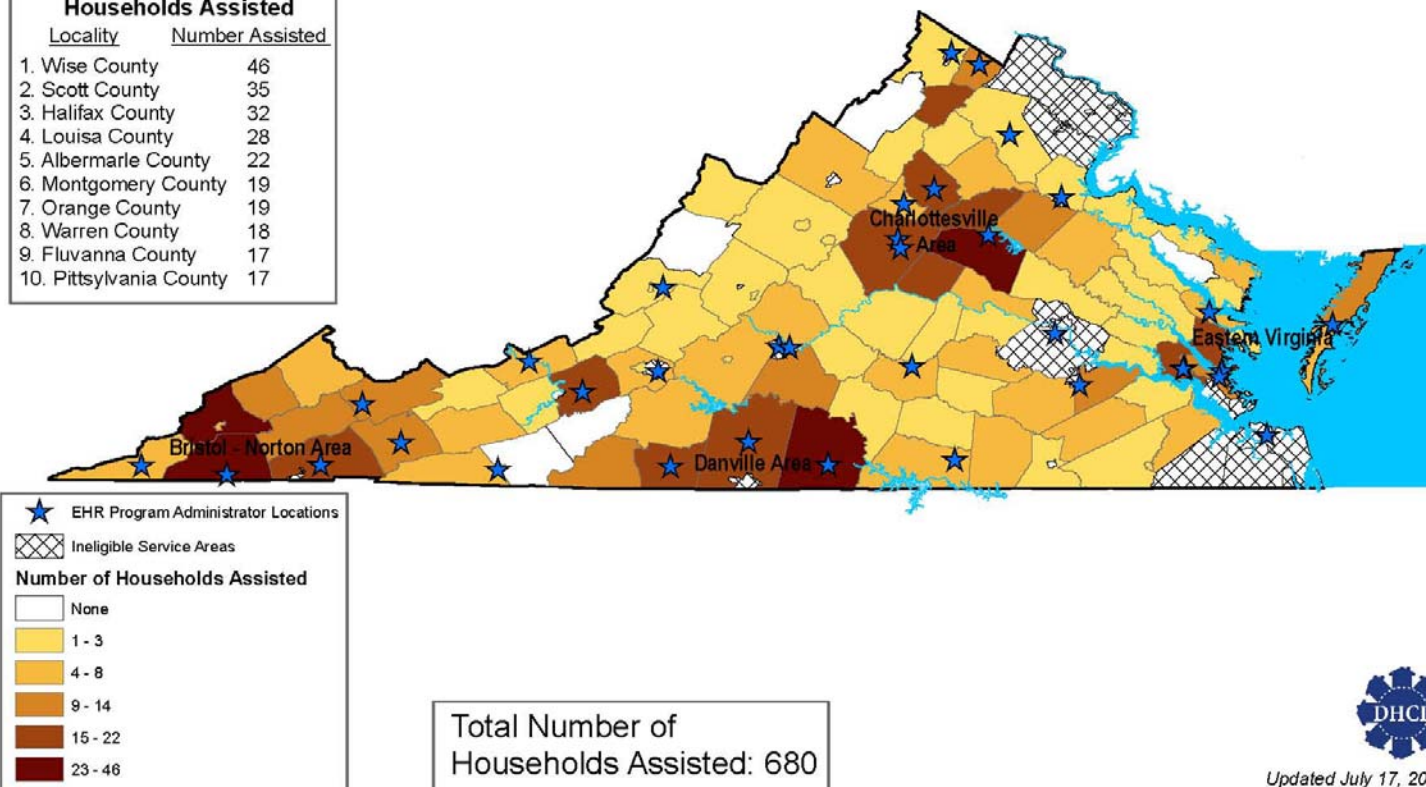 Households Assisted
Locality Number Assisted
1. Wise County 46
2. Scott County 35
3. Halifax County 32
4. Louisa County 28
5. Albermarle County 22
6. Montgomery County 19
7. Orange County 19
8. Warren County 18
9. Fluvanna County 17
10. Pittsylvania County 17
Charlottesville
Area
Eastern Virginia
Bristol - Norton Area
Danville Area
EHR Program Administrator Locations
Ineligible Service Areas
Number of Households Assisted
None
1 - 3
4 - 8
9 - 14
15 - 22
23 - 46
Total Number of
Households Assisted: 680
DHC
Updated July 17, 20